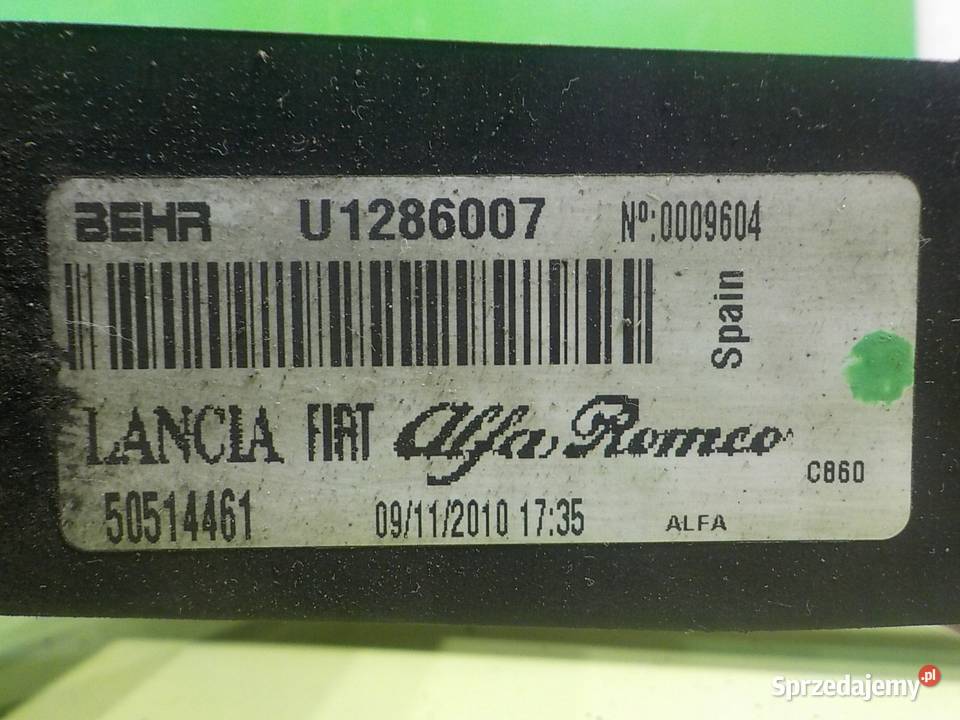 BEHR U1286007 Nº:0009604
Spain
LANCIA FIAT Alfa Romeo
C860
50514461 09/11/2010 17:35 ALFA
Sprzedajemy.pl